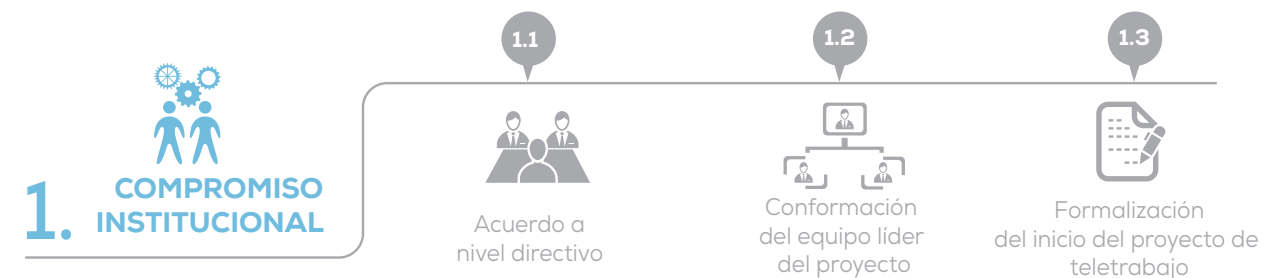 1. COMPROMISO
INSTITUCIONAL
1.1
Acuerdo a
nivel directivo
1.2
Conformación
del equipo líder
del proyecto
1.3
Formalización
del inicio del proyecto de
teletrabajo